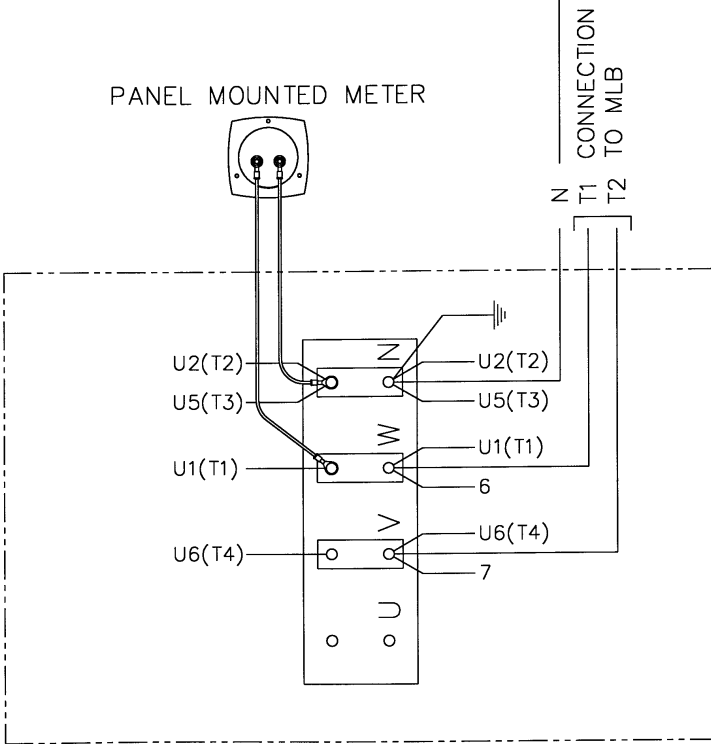 PANEL MOUNTED METER
CONNECTION
TO MLB
N
T1
T2
U2(T2)
U5(T3)
N
U2(T2)
U5(T3)
U1(T1)
W
U1(T1)
6
U6(T4)
V
U6(T4)
7
U